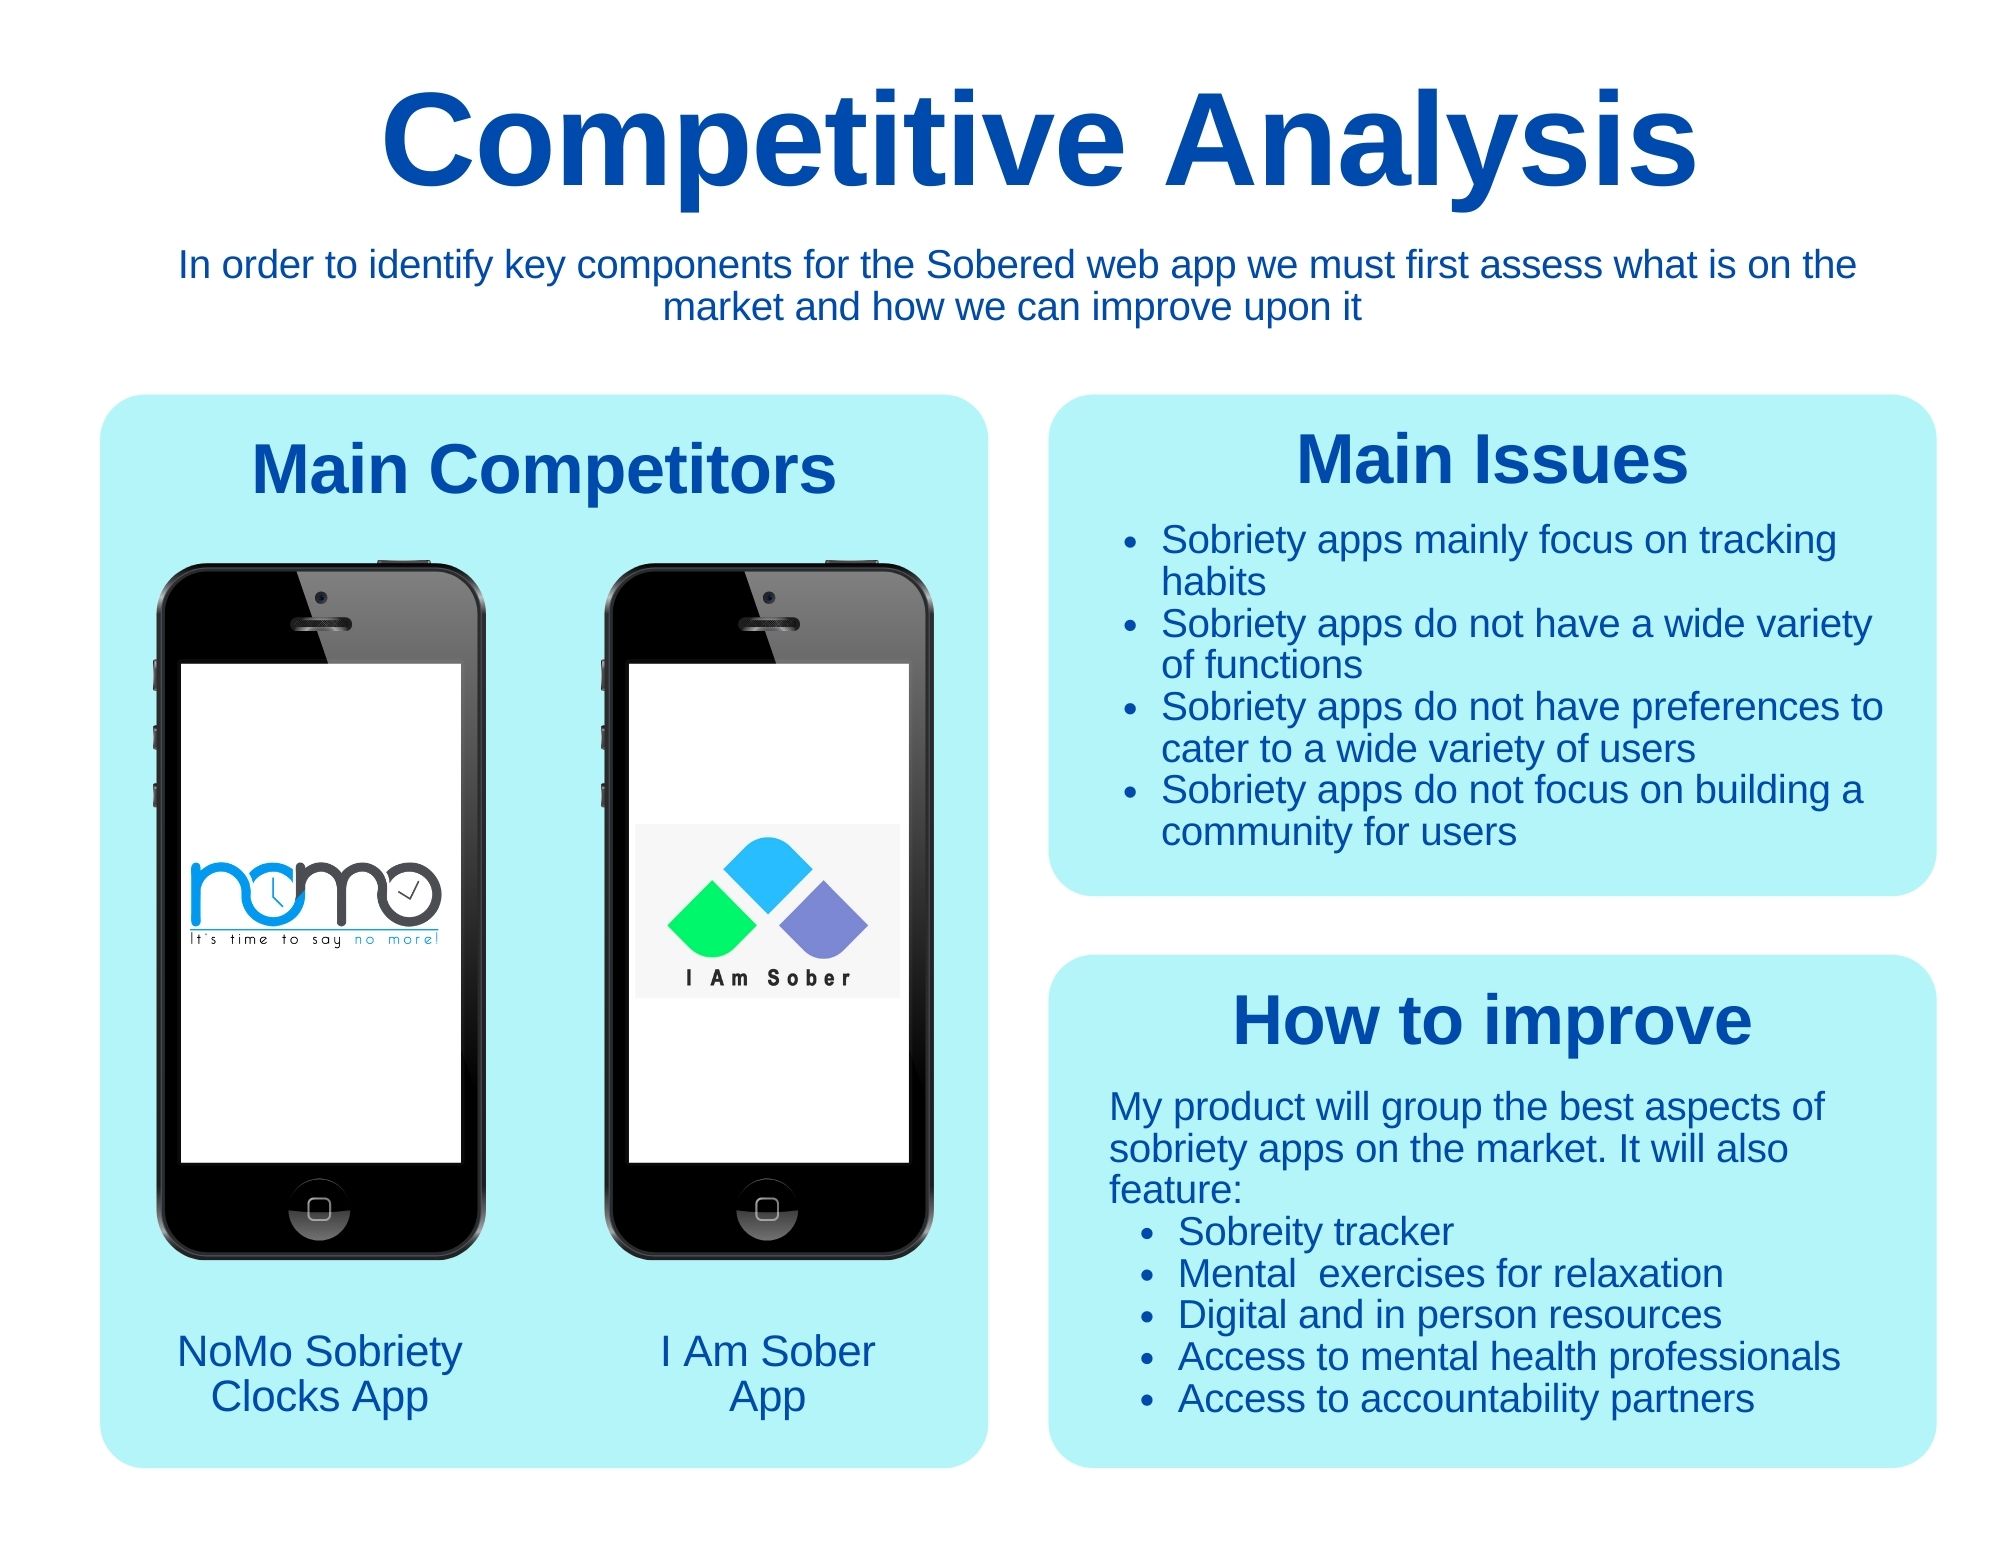 Competitive Analysis
In order to identify key components for the Sobered web app we must first assess what is on the
market and how we can improve upon it
Main Competitors
nomo
It's time to say no more!
I Am Sober
NoMo Sobriety
Clocks App
I Am Sober
App
Main Issues
• Sobriety apps mainly focus on tracking
habits
• Sobriety apps do not have a wide variety
of functions
• Sobriety apps do not have preferences to
cater to a wide variety of users
• Sobriety apps do not focus on building a
community for users
How to improve
My product will group the best aspects of
sobriety apps on the market. It will also
feature:
• Sobreity tracker
• Mental  exercises for relaxation
• Digital and in person resources
• Access to mental health professionals
• Access to accountability partners